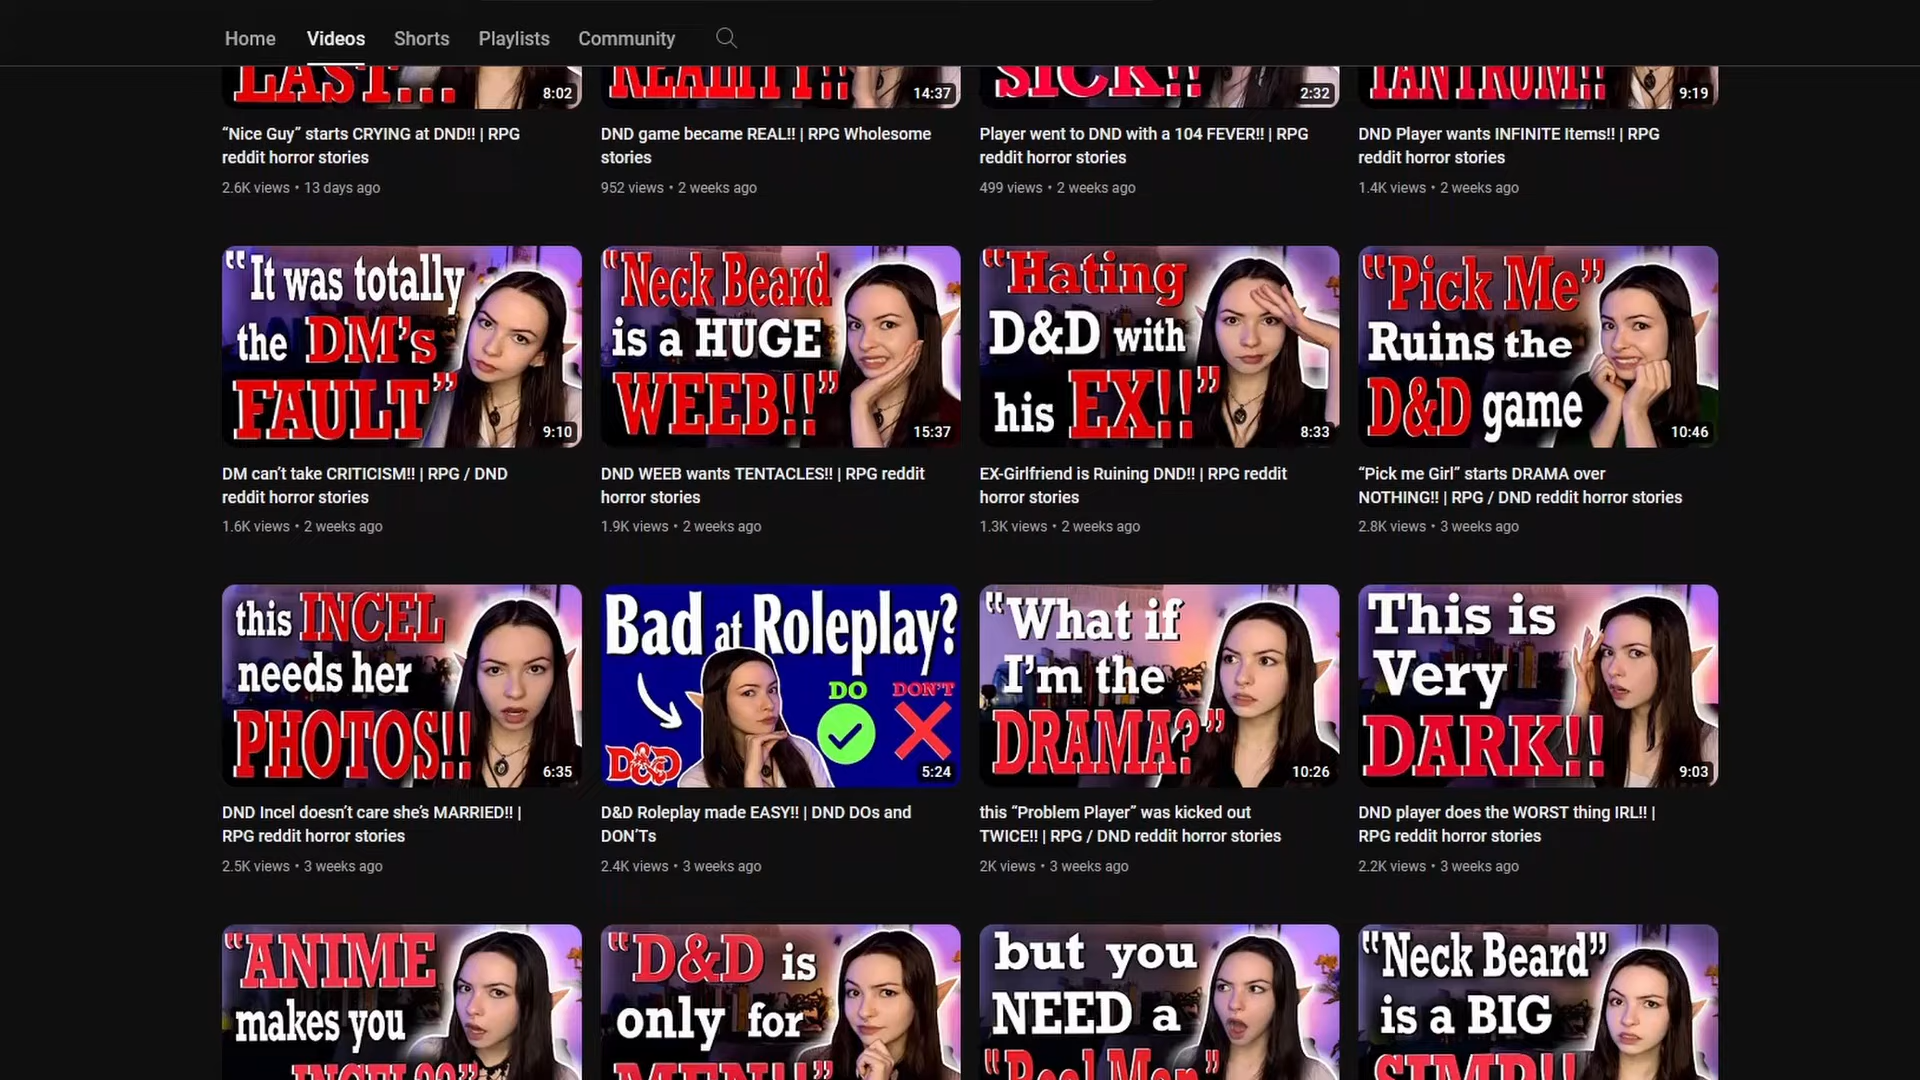 Home Videos Shorts Playlists Community
LAST...
8:02
REALITY!!
14:37
SICK!!
2:32
TANTRUM!!
9:19
“Nice Guy” starts CRYING at DND!! | RPG
reddit horror stories
2.6K views • 13 days ago
DND game became REAL!! | RPG Wholesome
stories
952 views • 2 weeks ago
Player went to DND with a 104 FEVER!! | RPG
reddit horror stories
499 views • 2 weeks ago
DND Player wants INFINITE Items!! | RPG
reddit horror stories
1.4K views • 2 weeks ago
“It was totally
the DM’s
FAULT”
9:10
DM can’t take CRITICISM!! | RPG / DND
reddit horror stories
1.6K views • 2 weeks ago
“Neck Beard
is a HUGE
WEEB!!”
15:37
DND WEEB wants TENTACLES!! | RPG reddit
horror stories
1.9K views • 2 weeks ago
“Hating
D&D with
his EX!!”
8:33
EX-Girlfriend is Ruining DND!! | RPG reddit
horror stories
1.3K views • 2 weeks ago
“Pick Me”
Ruins the
D&D game
10:46
“Pick me Girl” starts DRAMA over
NOTHING!! | RPG / DND reddit horror stories
2.8K views • 3 weeks ago
this INCEL
needs her
PHOTOS!!
6:35
DND Incel doesn’t care she’s MARRIED!! |
RPG reddit horror stories
2.5K views • 3 weeks ago
Bad at Roleplay?
DO DON'T
D&D
5:24
D&D Roleplay made EASY!! | DND DOs and
DON’Ts
2.4K views • 3 weeks ago
“What if
I’m the
DRAMA?”
10:26
this “Problem Player” was kicked out
TWICE!! | RPG / DND reddit horror stories
2K views • 3 weeks ago
This is
Very
DARK!!
9:03
DND player does the WORST thing IRL!! |
RPG reddit horror stories
2.2K views • 3 weeks ago
“ANIME
makes you
INCEL??”
“D&D is
only for
MEN!!”
but you
NEED a
“Real Man”
“Neck Beard”
is a BIG
SIMP!!